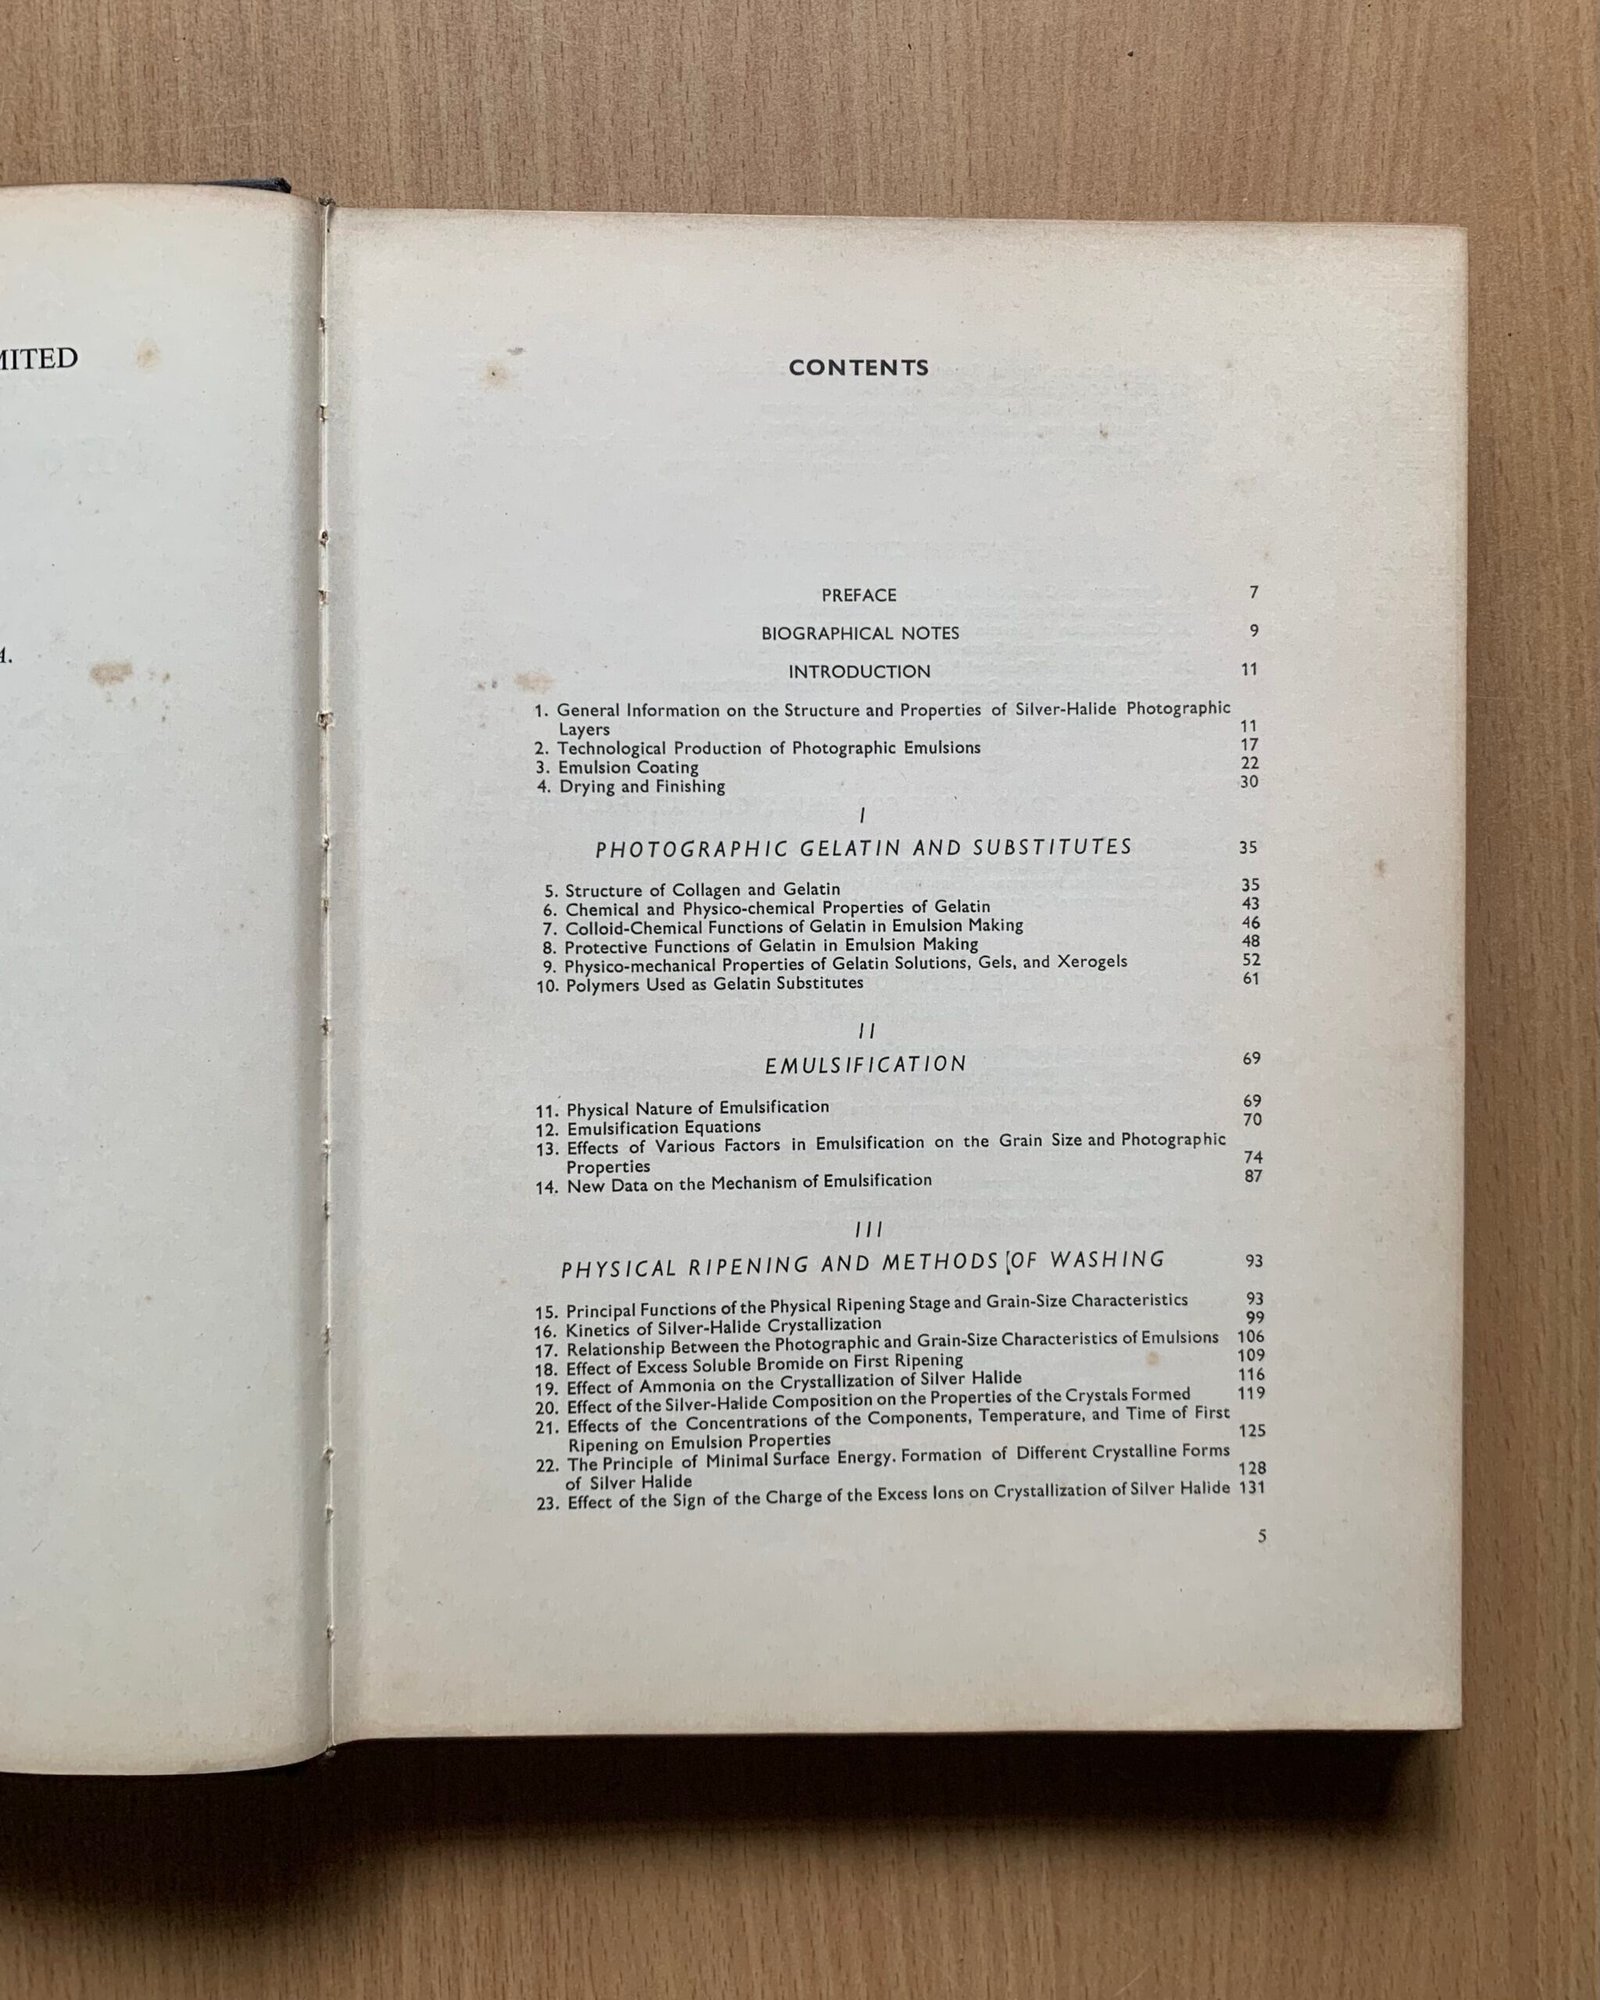 MITED
CONTENTS
PREFACE 7
BIOGRAPHICAL NOTES 9
INTRODUCTION 11
1. General Information on the Structure and Properties of Silver-Halide Photographic
Layers 11
2. Technological Production of Photographic Emulsions 17
3. Emulsion Coating 22
4. Drying and Finishing 30
I
PHOTOGRAPHIC GELATIN AND SUBSTITUTES 35
5. Structure of Collagen and Gelatin 35
6. Chemical and Physico-chemical Properties of Gelatin 43
7. Colloid-Chemical Functions of Gelatin in Emulsion Making 46
8. Protective Functions of Gelatin in Emulsion Making 48
9. Physico-mechanical Properties of Gelatin Solutions, Gels, and Xerogels 52
10. Polymers Used as Gelatin Substitutes 61
II
EMULSIFICATION 69
11. Physical Nature of Emulsification 69
12. Emulsification Equations 70
13. Effects of Various Factors in Emulsification on the Grain Size and Photographic
Properties 74
14. New Data on the Mechanism of Emulsification 87
III
PHYSICAL RIPENING AND METHODS OF WASHING 93
15. Principal Functions of the Physical Ripening Stage and Grain-Size Characteristics 93
16. Kinetics of Silver-Halide Crystallization 99
17. Relationship Between the Photographic and Grain-Size Characteristics of Emulsions 106
18. Effect of Excess Soluble Bromide on First Ripening 109
19. Effect of Ammonia on the Crystallization of Silver Halide 116
20. Effect of the Silver-Halide Composition on the Properties of the Crystals Formed 119
21. Effects of the Concentrations of the Components, Temperature, and Time of First
Ripening on Emulsion Properties 125
22. The Principle of Minimal Surface Energy. Formation of Different Crystalline Forms
of Silver Halide 128
23. Effect of the Sign of the Charge of the Excess Ions on Crystallization of Silver Halide 131
5